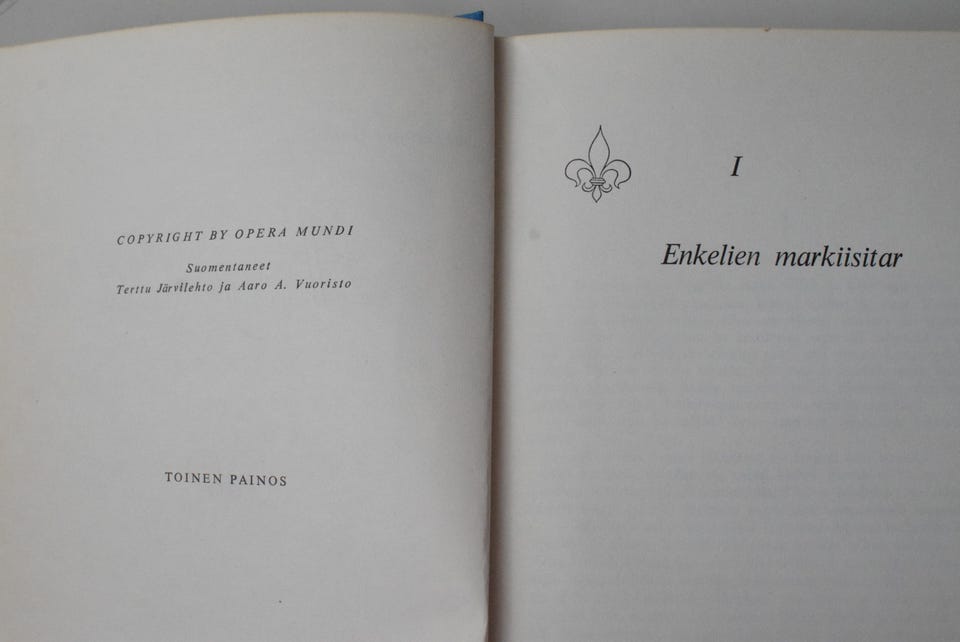 COPYRIGHT BY OPERA MUNDI
Suomentaneet
Terttu Järvilehto ja Aaro A. Vuoristo
TOINEN PAINOS
I
Enkelien markiisitar